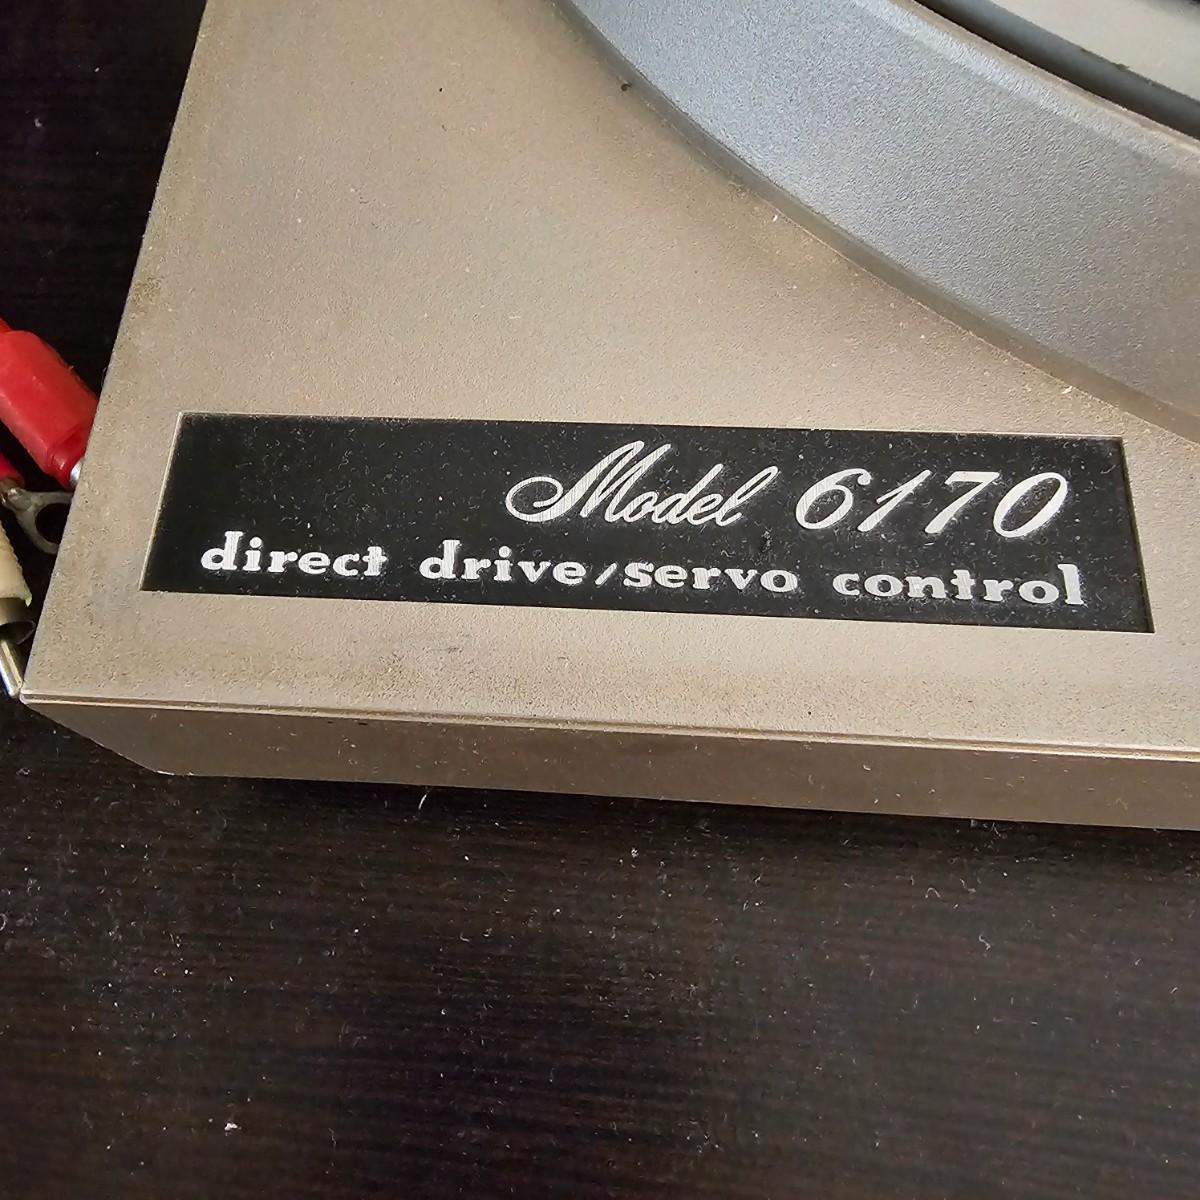 Model 6170
direct drive/servo control